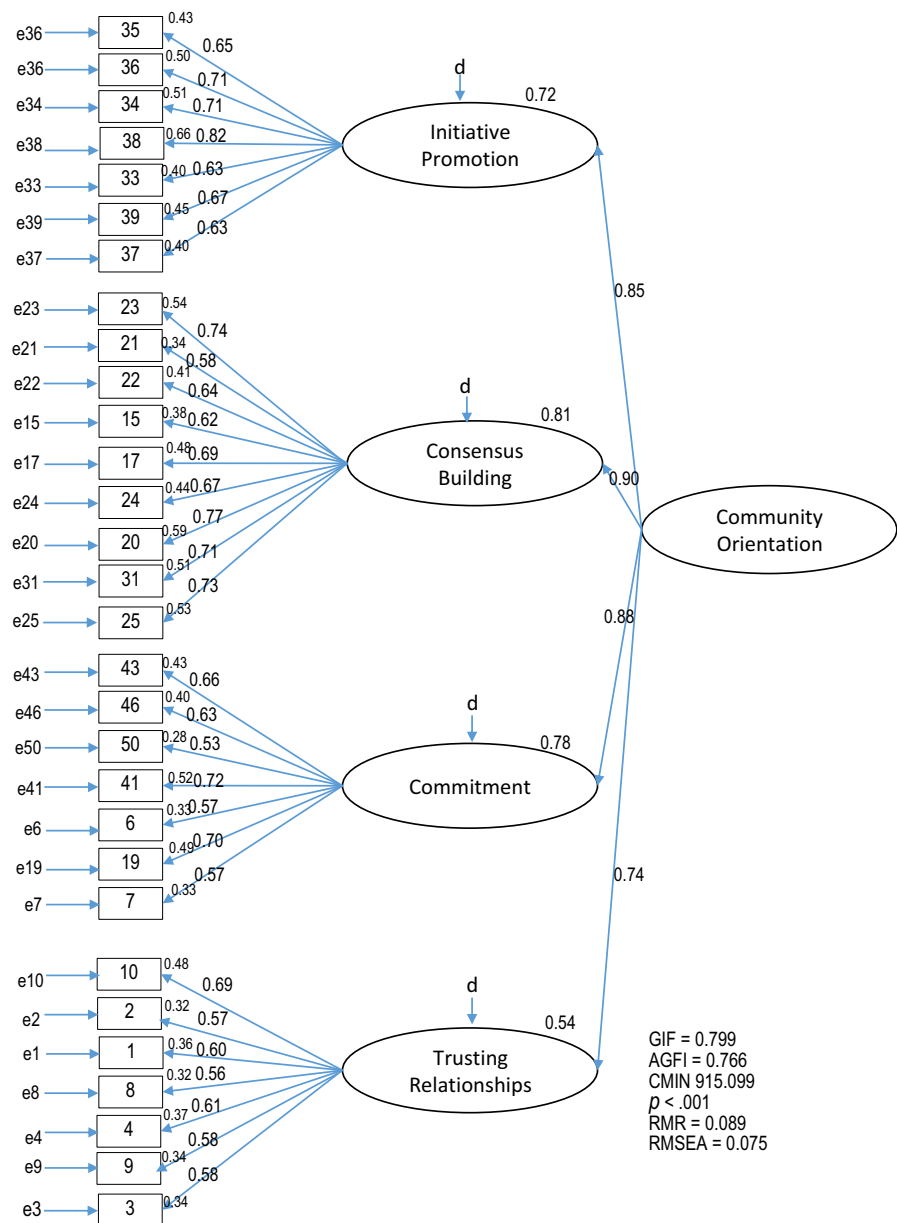 e36 35 0.43 0.65
e36 36 0.50 0.71
e34 34 0.51 0.71
e38 38 0.66 0.82
e33 33 0.40 0.63
e39 39 0.45 0.67
e37 37 0.40 0.63
d
0.72
Initiative
Promotion
0.85
e23 23 0.54 0.74
e21 21 0.34 0.58
e22 22 0.41 0.64
e15 15 0.38 0.62
e17 17 0.48 0.69
e24 24 0.44 0.67
e20 20 0.59 0.77
e31 31 0.51 0.71
e25 25 0.53 0.73
d
0.81
Consensus
Building
0.90
Community
Orientation
e43 43 0.43 0.66
e46 46 0.40 0.63
e50 50 0.28 0.53
e41 41 0.52 0.72
e6 6 0.33 0.57
e19 19 0.49 0.70
e7 7 0.33 0.57
d
0.78
Commitment
0.88
0.74
e10 10 0.48 0.69
e2 2 0.32 0.57
e1 1 0.36 0.60
e8 8 0.32 0.56
e4 4 0.37 0.61
e9 9 0.34 0.58
e3 3 0.34 0.58
d
0.54
Trusting
Relationships
GIF = 0.799
AGFI = 0.766
CMIN 915.099
p < .001
RMR = 0.089
RMSEA = 0.075